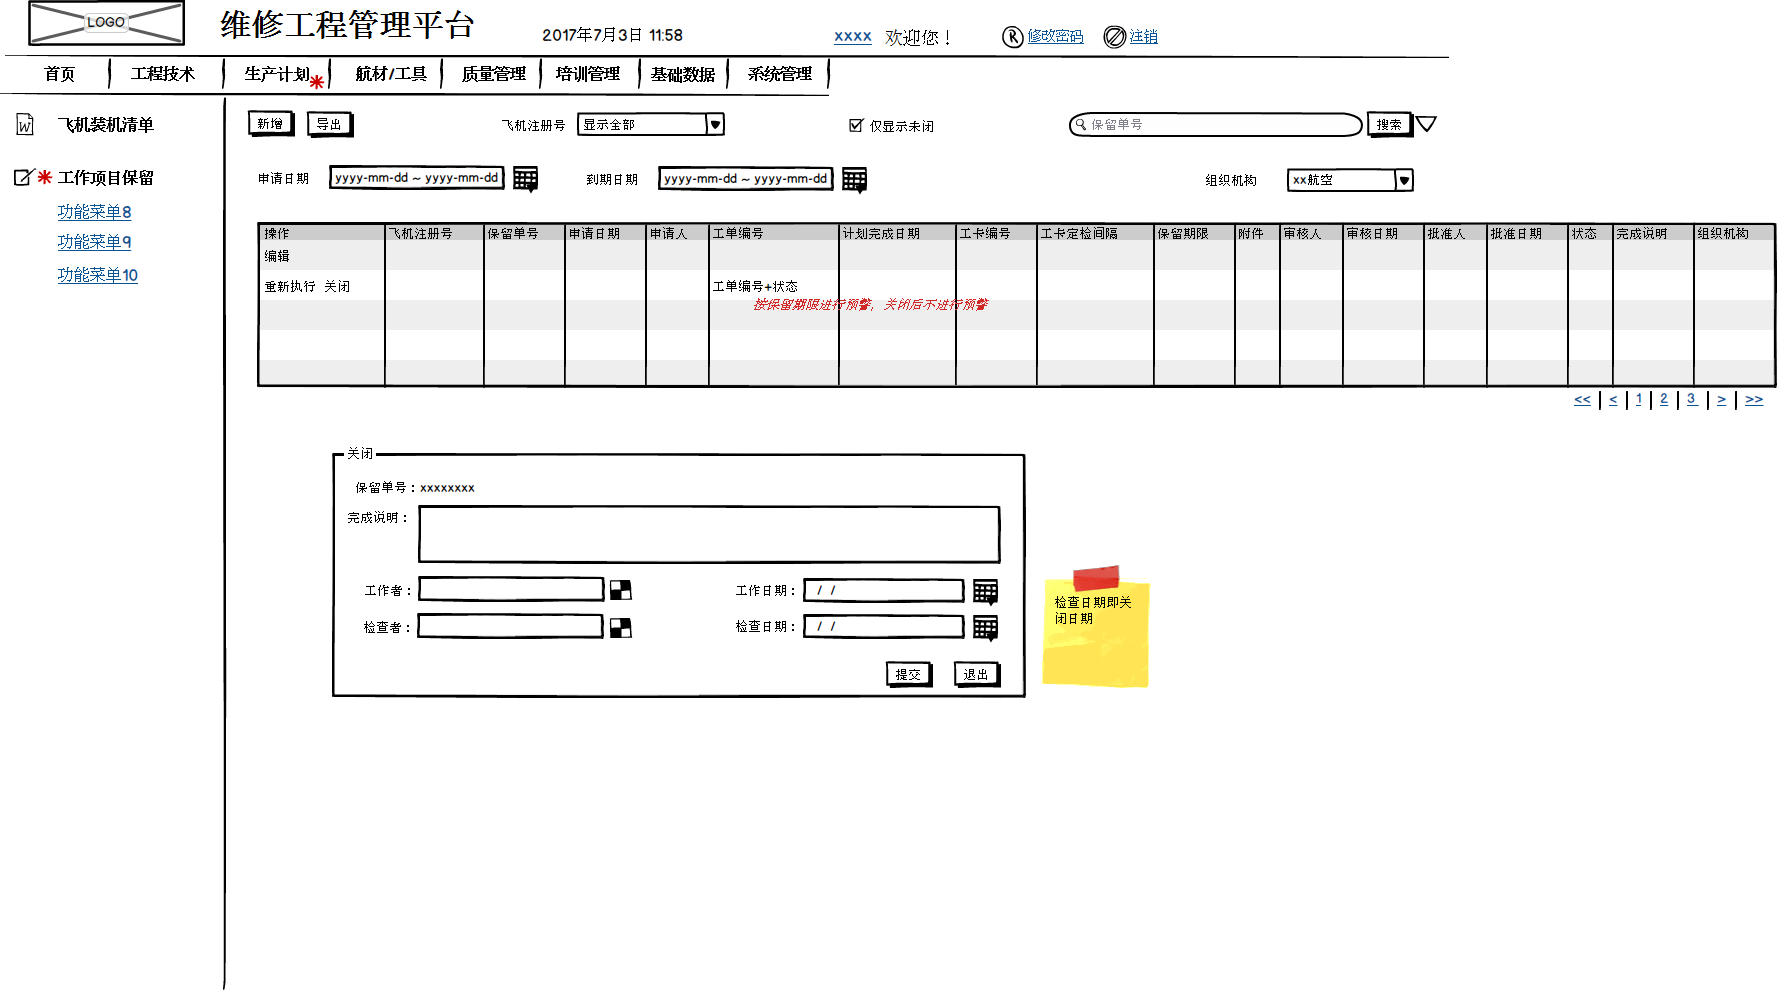 LOGO
维修工程管理平台
2017年7月3日 11:58
xxxx 欢迎您！
修改密码
注销
首页
工程技术
生产计划
航材/工具
质量管理
培训管理
基础数据
系统管理
飞机装机清单
工作项目保留
功能菜单8
功能菜单9
功能菜单10
新增
导出
飞机注册号
显示全部
仅显示未闭
保留单号
搜索
申请日期
yyyy-mm-dd ~ yyyy-mm-dd
到期日期
yyyy-mm-dd ~ yyyy-mm-dd
组织机构
xx航空
操作 飞机注册号 保留单号 申请日期 申请人 工单编号 计划完成日期 工卡编号 工卡定检间隔 保留期限 附件 审核人 审核日期 批准人 批准日期 状态 完成说明 组织机构
编辑
重新执行 关闭 工单编号+状态
按保留期限进行预警，关闭后不进行预警
<< | < | 1 | 2 | 3 | > | >>
关闭
保留单号：xxxxxxxx
完成说明：
工作者：
工作日期： / /
检查者：
检查日期： / /
提交
退出
检查日期即关
闭日期